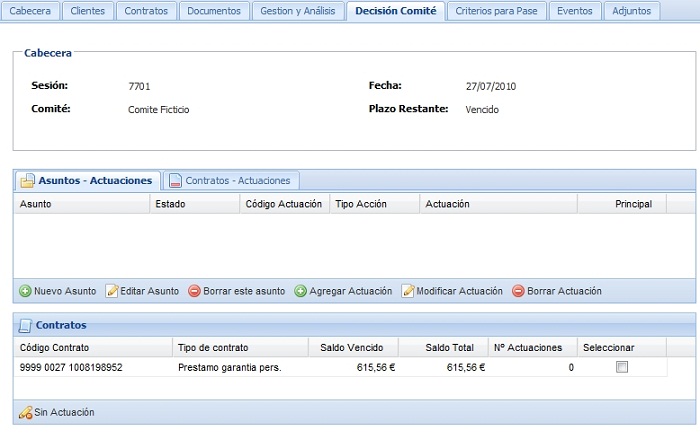 Cabecera Clientes Contratos Documentos Gestion y Análisis Decisión Comité Criterios para Pase Eventos Adjuntos
Cabecera
Sesión: 7701 Fecha: 27/07/2010
Comité: Comite Ficticio Plazo Restante: Vencido
Asuntos - Actuaciones Contratos - Actuaciones
Asunto Estado Código Actuación Tipo Acción Actuación Principal
Nuevo Asunto Editar Asunto Borrar este asunto Agregar Actuación Modificar Actuación Borrar Actuación
Contratos
Código Contrato Tipo de contrato Saldo Vencido Saldo Total Nº Actuaciones Seleccionar
9999 0027 1008198952 Prestamo garantia pers. 615,56 € 615,56 € 0
Sin Actuación